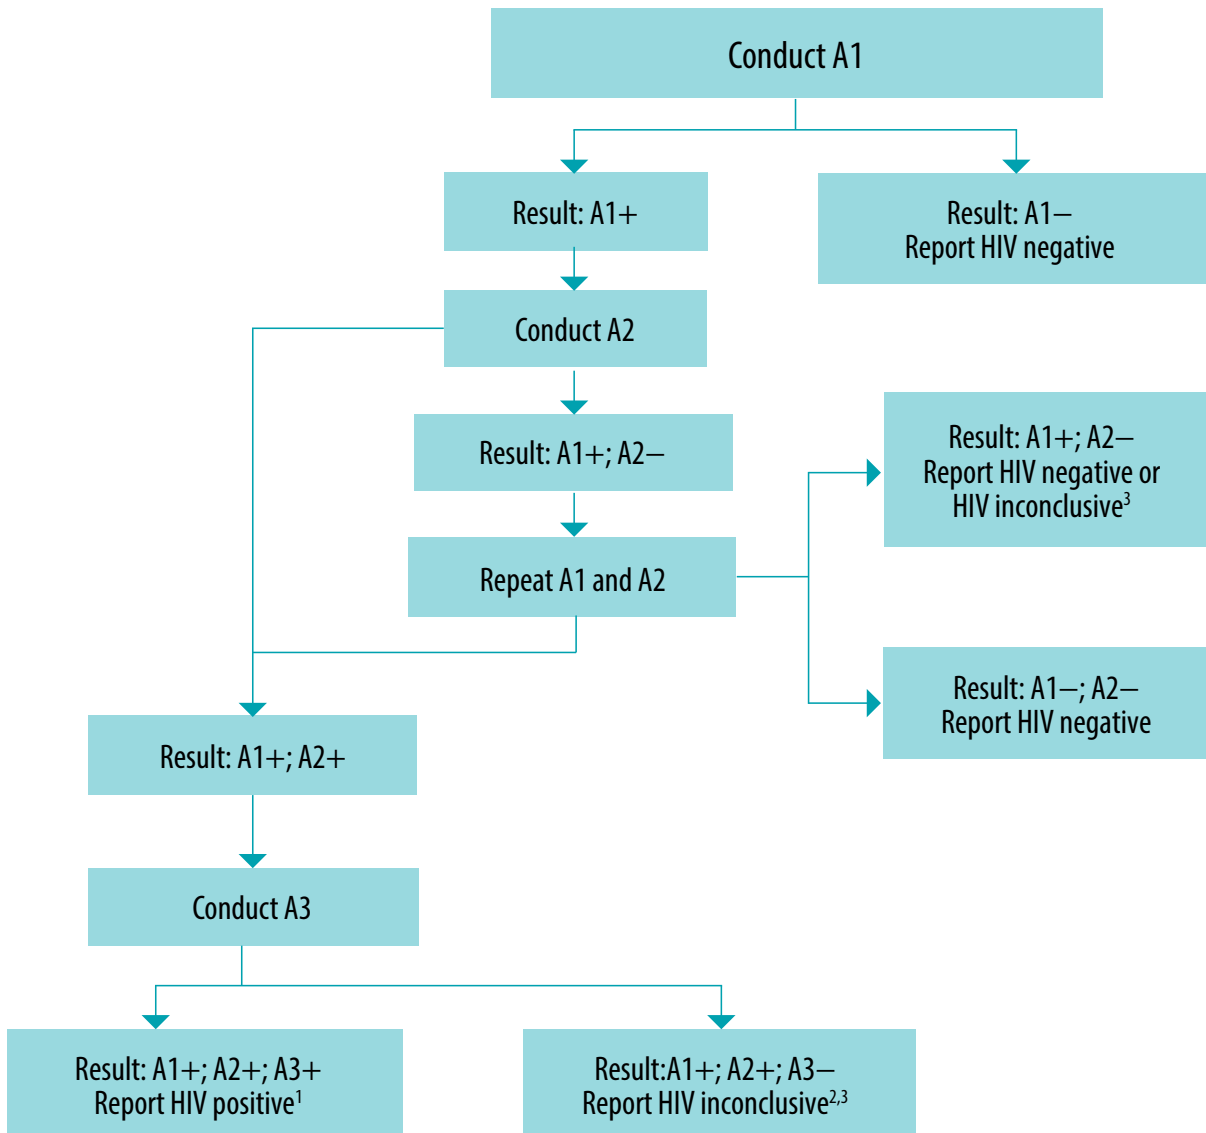 Conduct A1
Result: A1+
Result: A1−
Report HIV negative
Conduct A2
Result: A1+; A2−
Result: A1+; A2−
Report HIV negative or
HIV inconclusive³
Repeat A1 and A2
Result: A1−; A2−
Report HIV negative
Result: A1+; A2+
Conduct A3
Result: A1+; A2+; A3+
Report HIV positive¹
Result:A1+; A2+; A3−
Report HIV inconclusive²,³